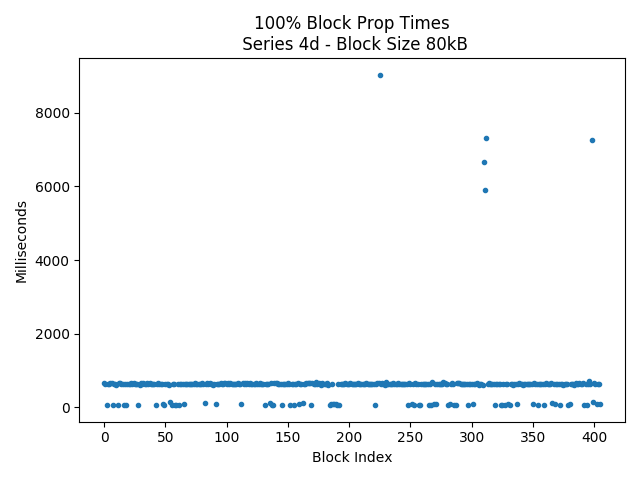 100% Block Prop Times
Series 4d - Block Size 80kB
8000
6000
4000
2000
0
Milliseconds
0 50 100 150 200 250 300 350 400
Block Index